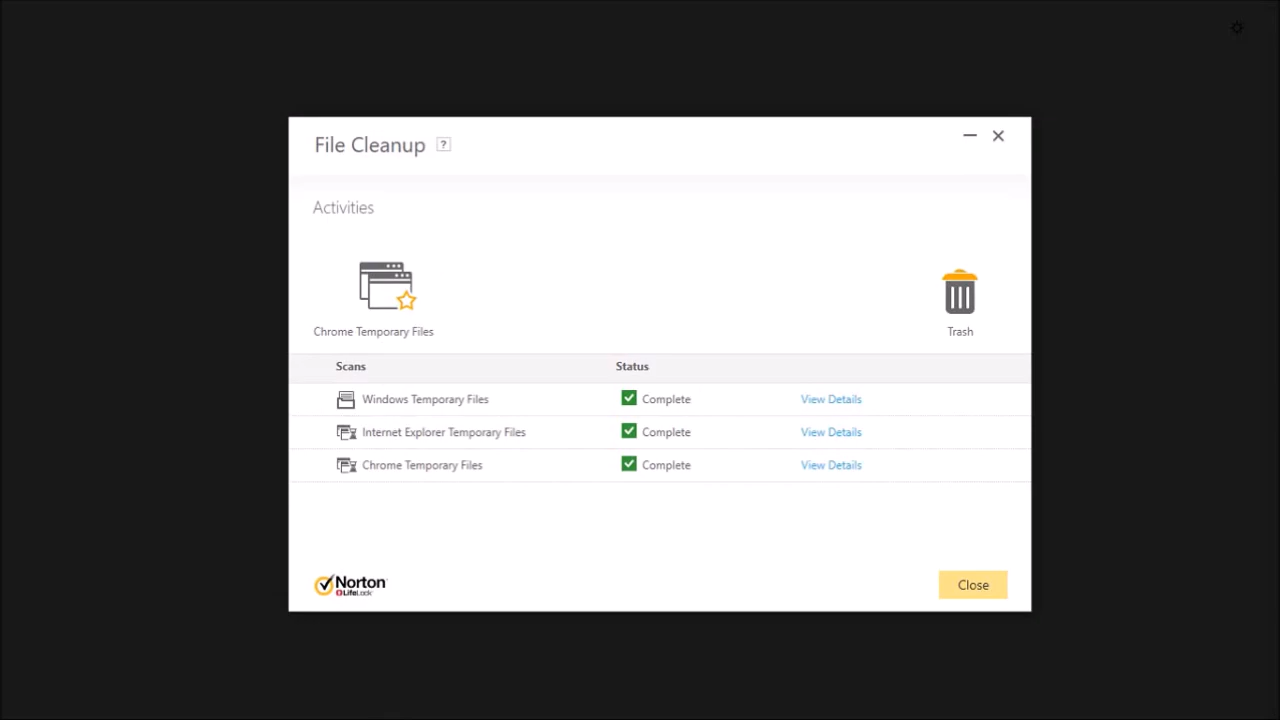 File Cleanup ?
Activities
Chrome Temporary Files
Trash
Scans Status
Windows Temporary Files Complete View Details
Internet Explorer Temporary Files Complete View Details
Chrome Temporary Files Complete View Details
Norton
LifeLock
Close